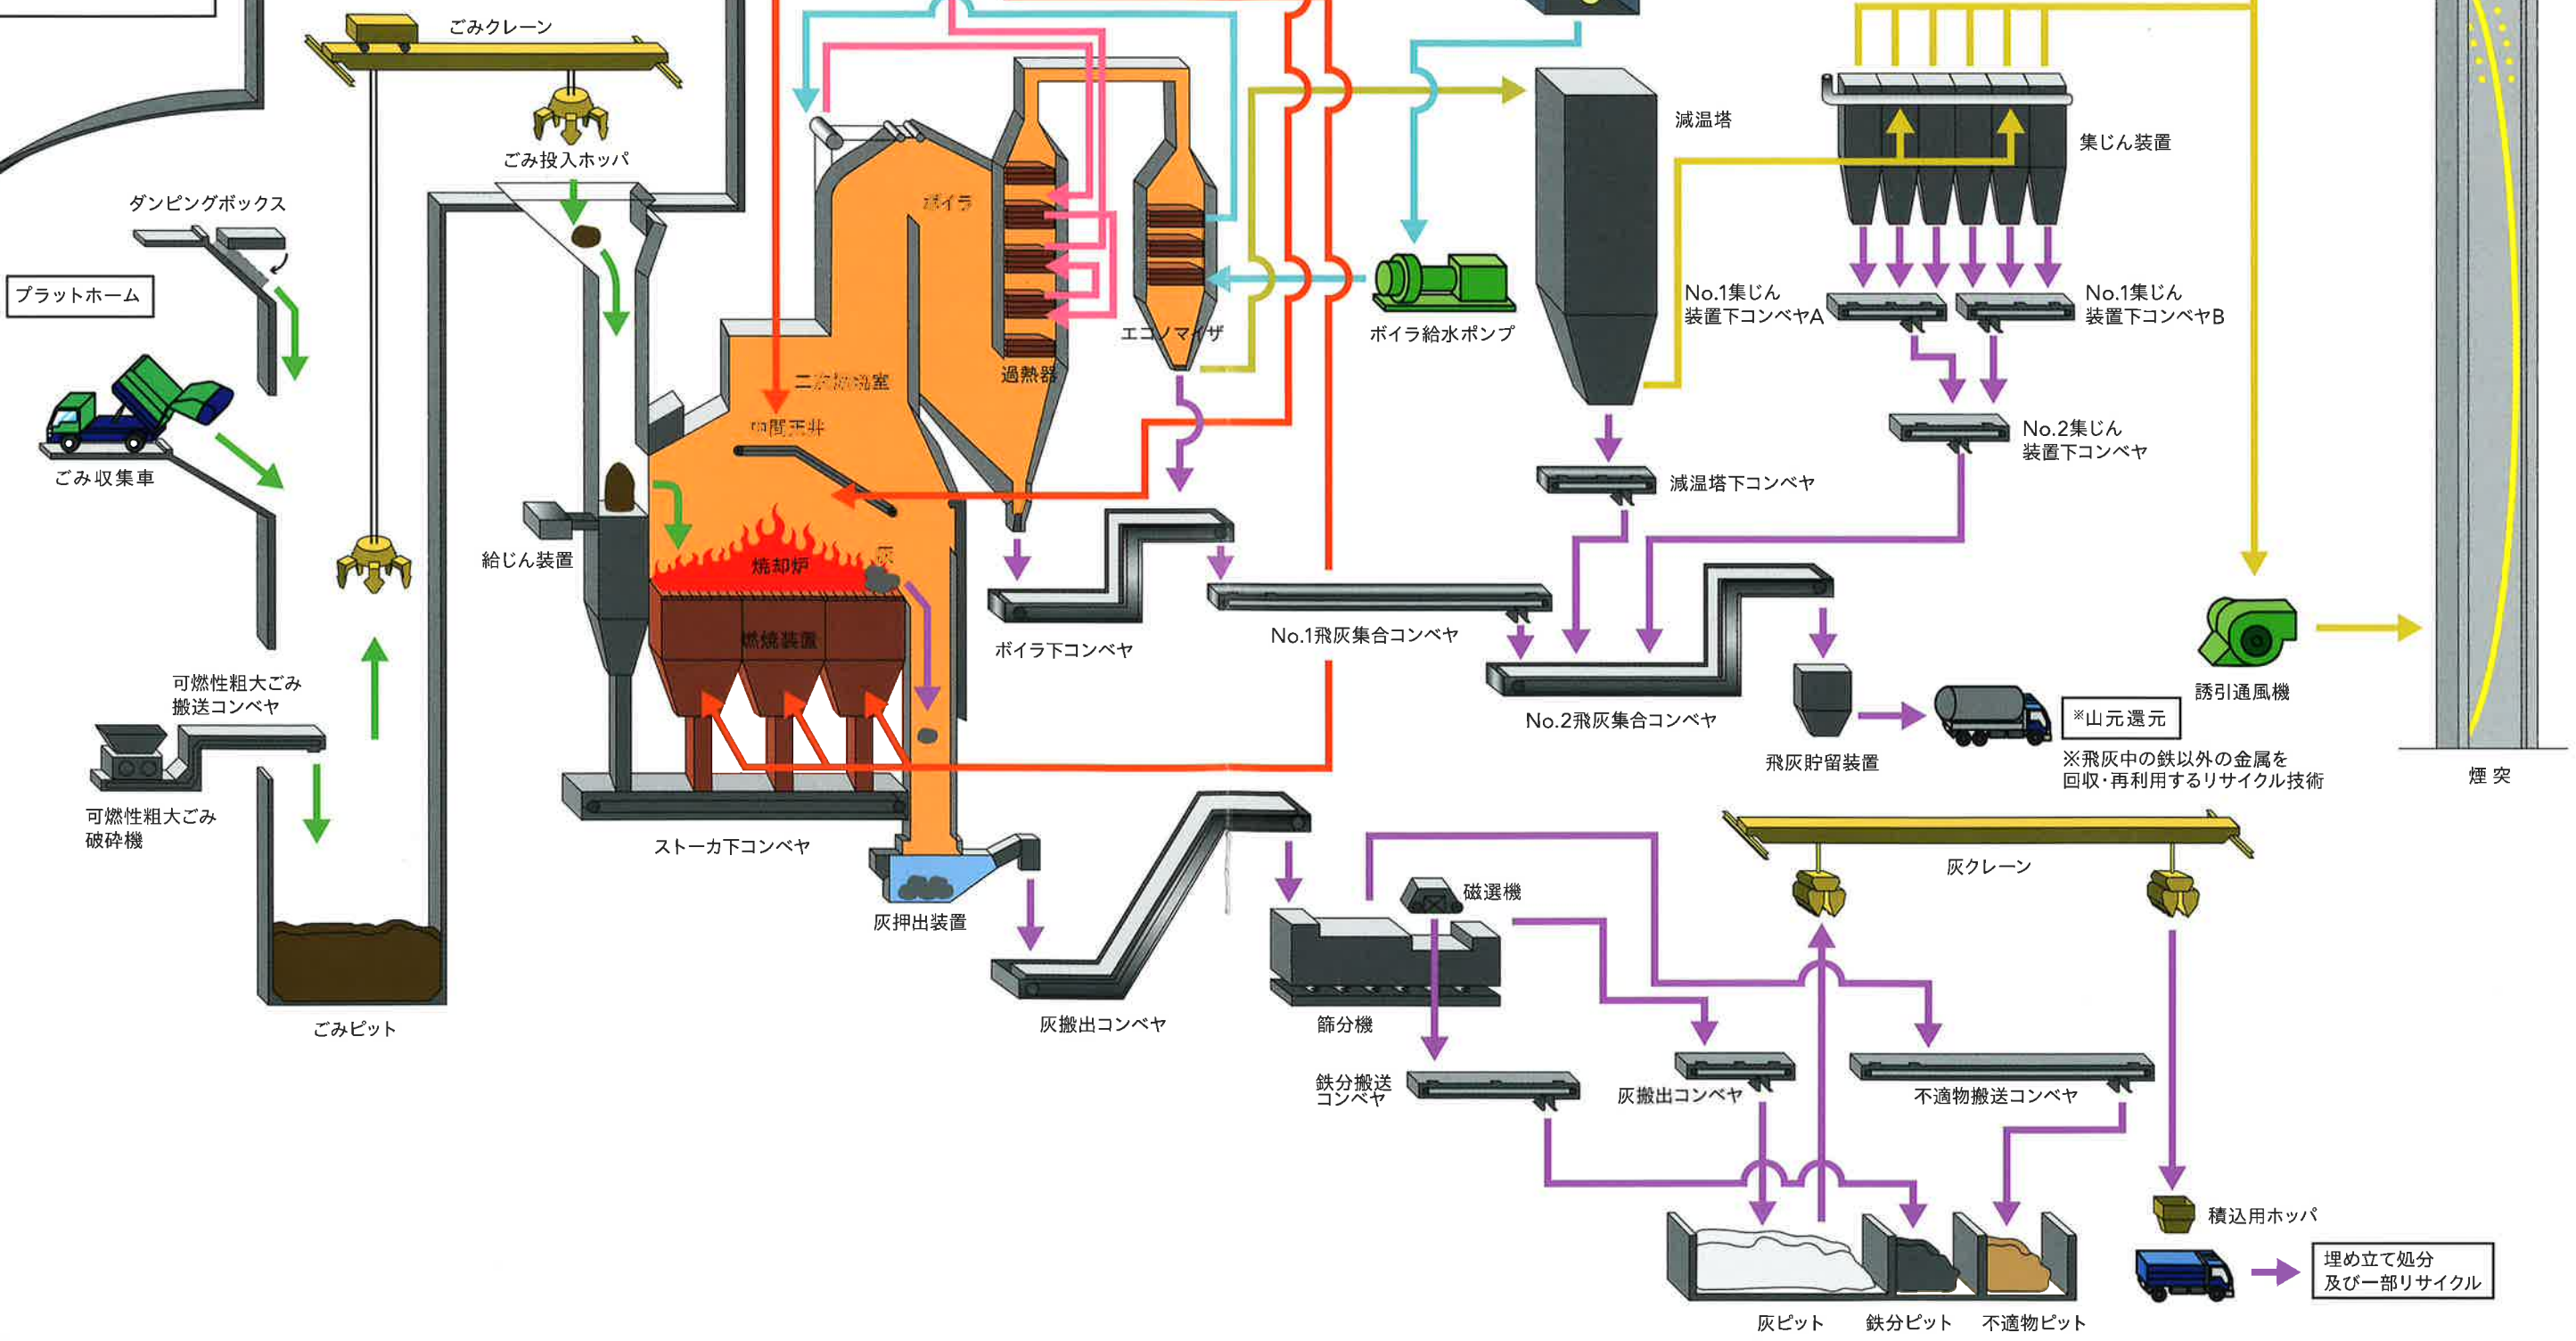 ごみクレーン
ごみ投入ホッパ
ダンピングボックス
プラットホーム
ごみ収集車
可燃性粗大ごみ
搬送コンベヤ
可燃性粗大ごみ
破砕機
ごみピット
給じん装置
ボイラ
二次燃焼室
中間天井
過熱器
エコノマイザ
焼却炉
灰
燃焼装置
ストーカ下コンベヤ
灰押出装置
ボイラ給水ポンプ
減温塔
集じん装置
No.1集じん
装置下コンベヤA
No.1集じん
装置下コンベヤB
No.2集じん
装置下コンベヤ
減温塔下コンベヤ
ボイラ下コンベヤ
No.1飛灰集合コンベヤ
No.2飛灰集合コンベヤ
飛灰貯留装置
※山元還元
※飛灰中の鉄以外の金属を
回収・再利用するリサイクル技術
誘引通風機
煙突
灰搬出コンベヤ
篩分機
磁選機
灰クレーン
鉄分搬送
コンベヤ
灰搬出コンベヤ
不適物搬送コンベヤ
積込用ホッパ
埋め立て処分
及び一部リサイクル
灰ピット
鉄分ピット
不適物ピット